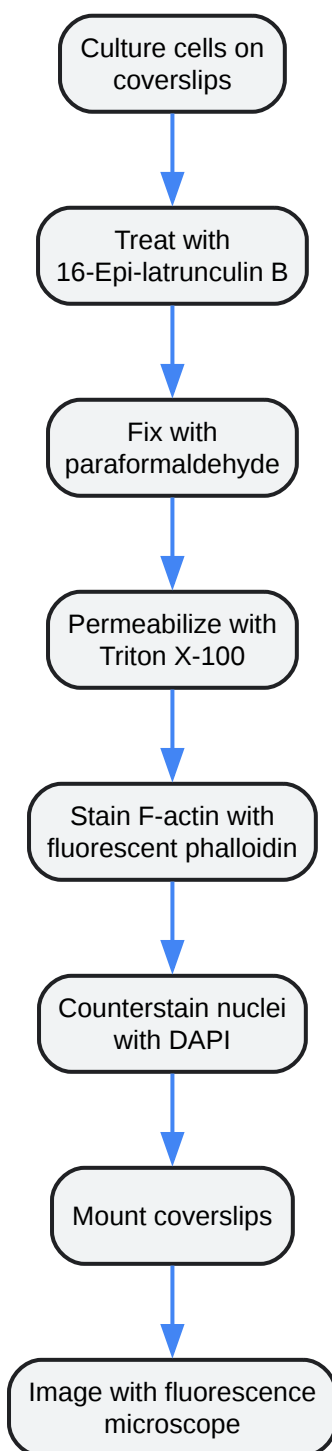 Culture cells on
coverslips
Treat with
16-Epi-latrunculin B
Fix with
paraformaldehyde
Permeabilize with
Triton X-100
Stain F-actin with
fluorescent phalloidin
Counterstain nuclei
with DAPI
Mount coverslips
Image with fluorescence
microscope